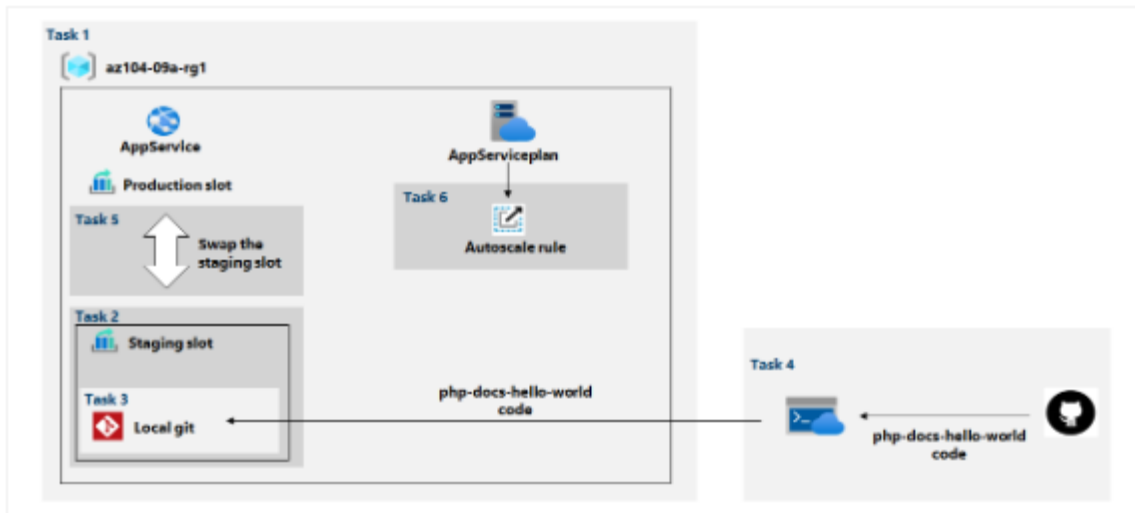 Task 1
az104-09a-rg1
AppService
AppServiceplan
Production slot
Task 5
Swap the
staging slot
Task 6
Autoscale rule
Task 2
Staging slot
Task 3
Local git
php-docs-hello-world
code
Task 4
php-docs-hello-world
code